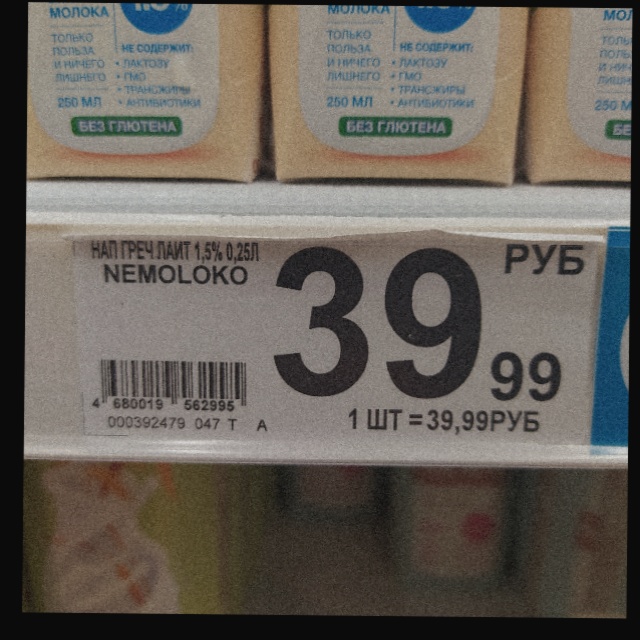 МОЛОКА
ТОЛЬКО
ПОЛЬЗА
И НИЧЕГО
ЛИШНЕГО
250 МЛ
НЕ СОДЕРЖИТ:
• ЛАКТОЗУ
• ГМО
• ТРАНСЖИРЫ
• АНТИБИОТИКИ
БЕЗ ГЛЮТЕНА
МОЛОКА
ТОЛЬКО
ПОЛЬЗА
И НИЧЕГО
ЛИШНЕГО
250 МЛ
НЕ СОДЕРЖИТ:
• ЛАКТОЗУ
• ГМО
• ТРАНСЖИРЫ
• АНТИБИОТИКИ
БЕЗ ГЛЮТЕНА
250
НАП ГРЕЧ ЛАЙТ 1,5% 0,25Л
NEMOLOKO
39 99 РУБ
1 ШТ =39,99РУБ
4 680019 562995
000392479 047 Т А